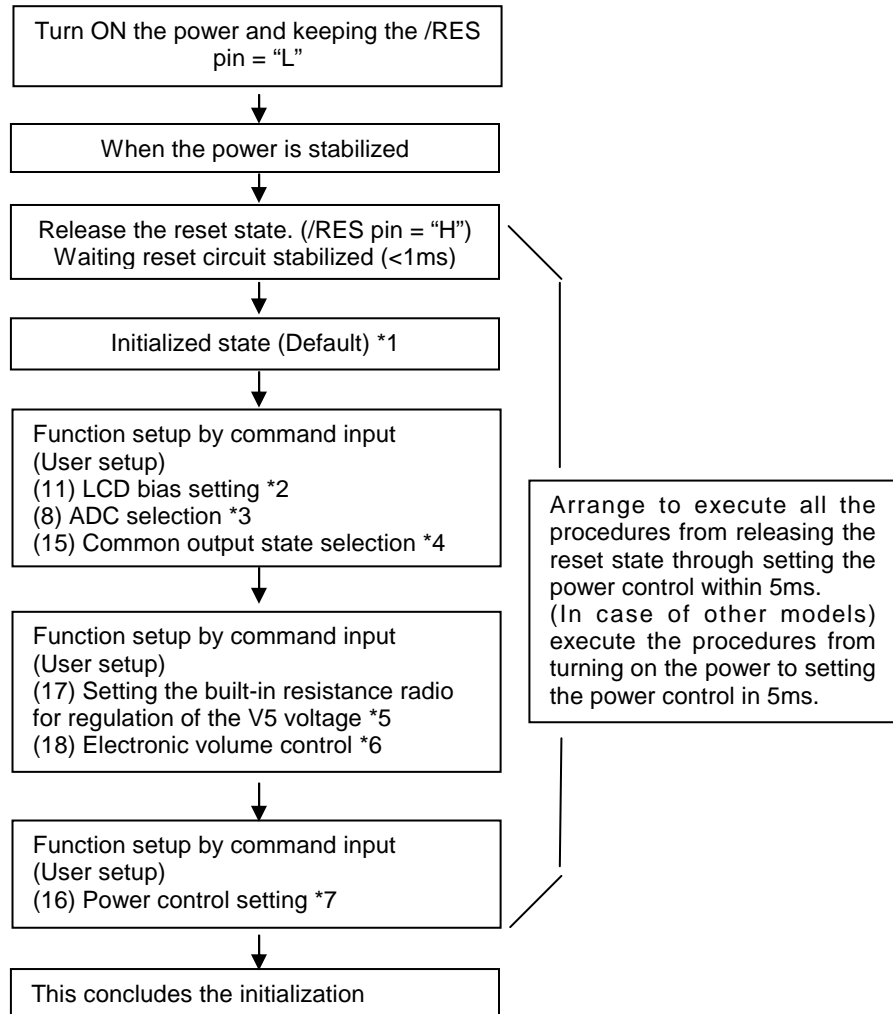 Turn ON the power and keeping the /RES
pin = “L”
When the power is stabilized
Release the reset state. (/RES pin = “H”)
Waiting reset circuit stabilized (<1ms)
Initialized state (Default) *1
Function setup by command input
(User setup)
(11) LCD bias setting *2
(8) ADC selection *3
(15) Common output state selection *4
Function setup by command input
(User setup)
(17) Setting the built-in resistance radio
for regulation of the V5 voltage *5
(18) Electronic volume control *6
Function setup by command input
(User setup)
(16) Power control setting *7
This concludes the initialization
Arrange to execute all the
procedures from releasing the
reset state through setting the
power control within 5ms.
(In case of other models)
execute the procedures from
turning on the power to setting
the power control in 5ms.